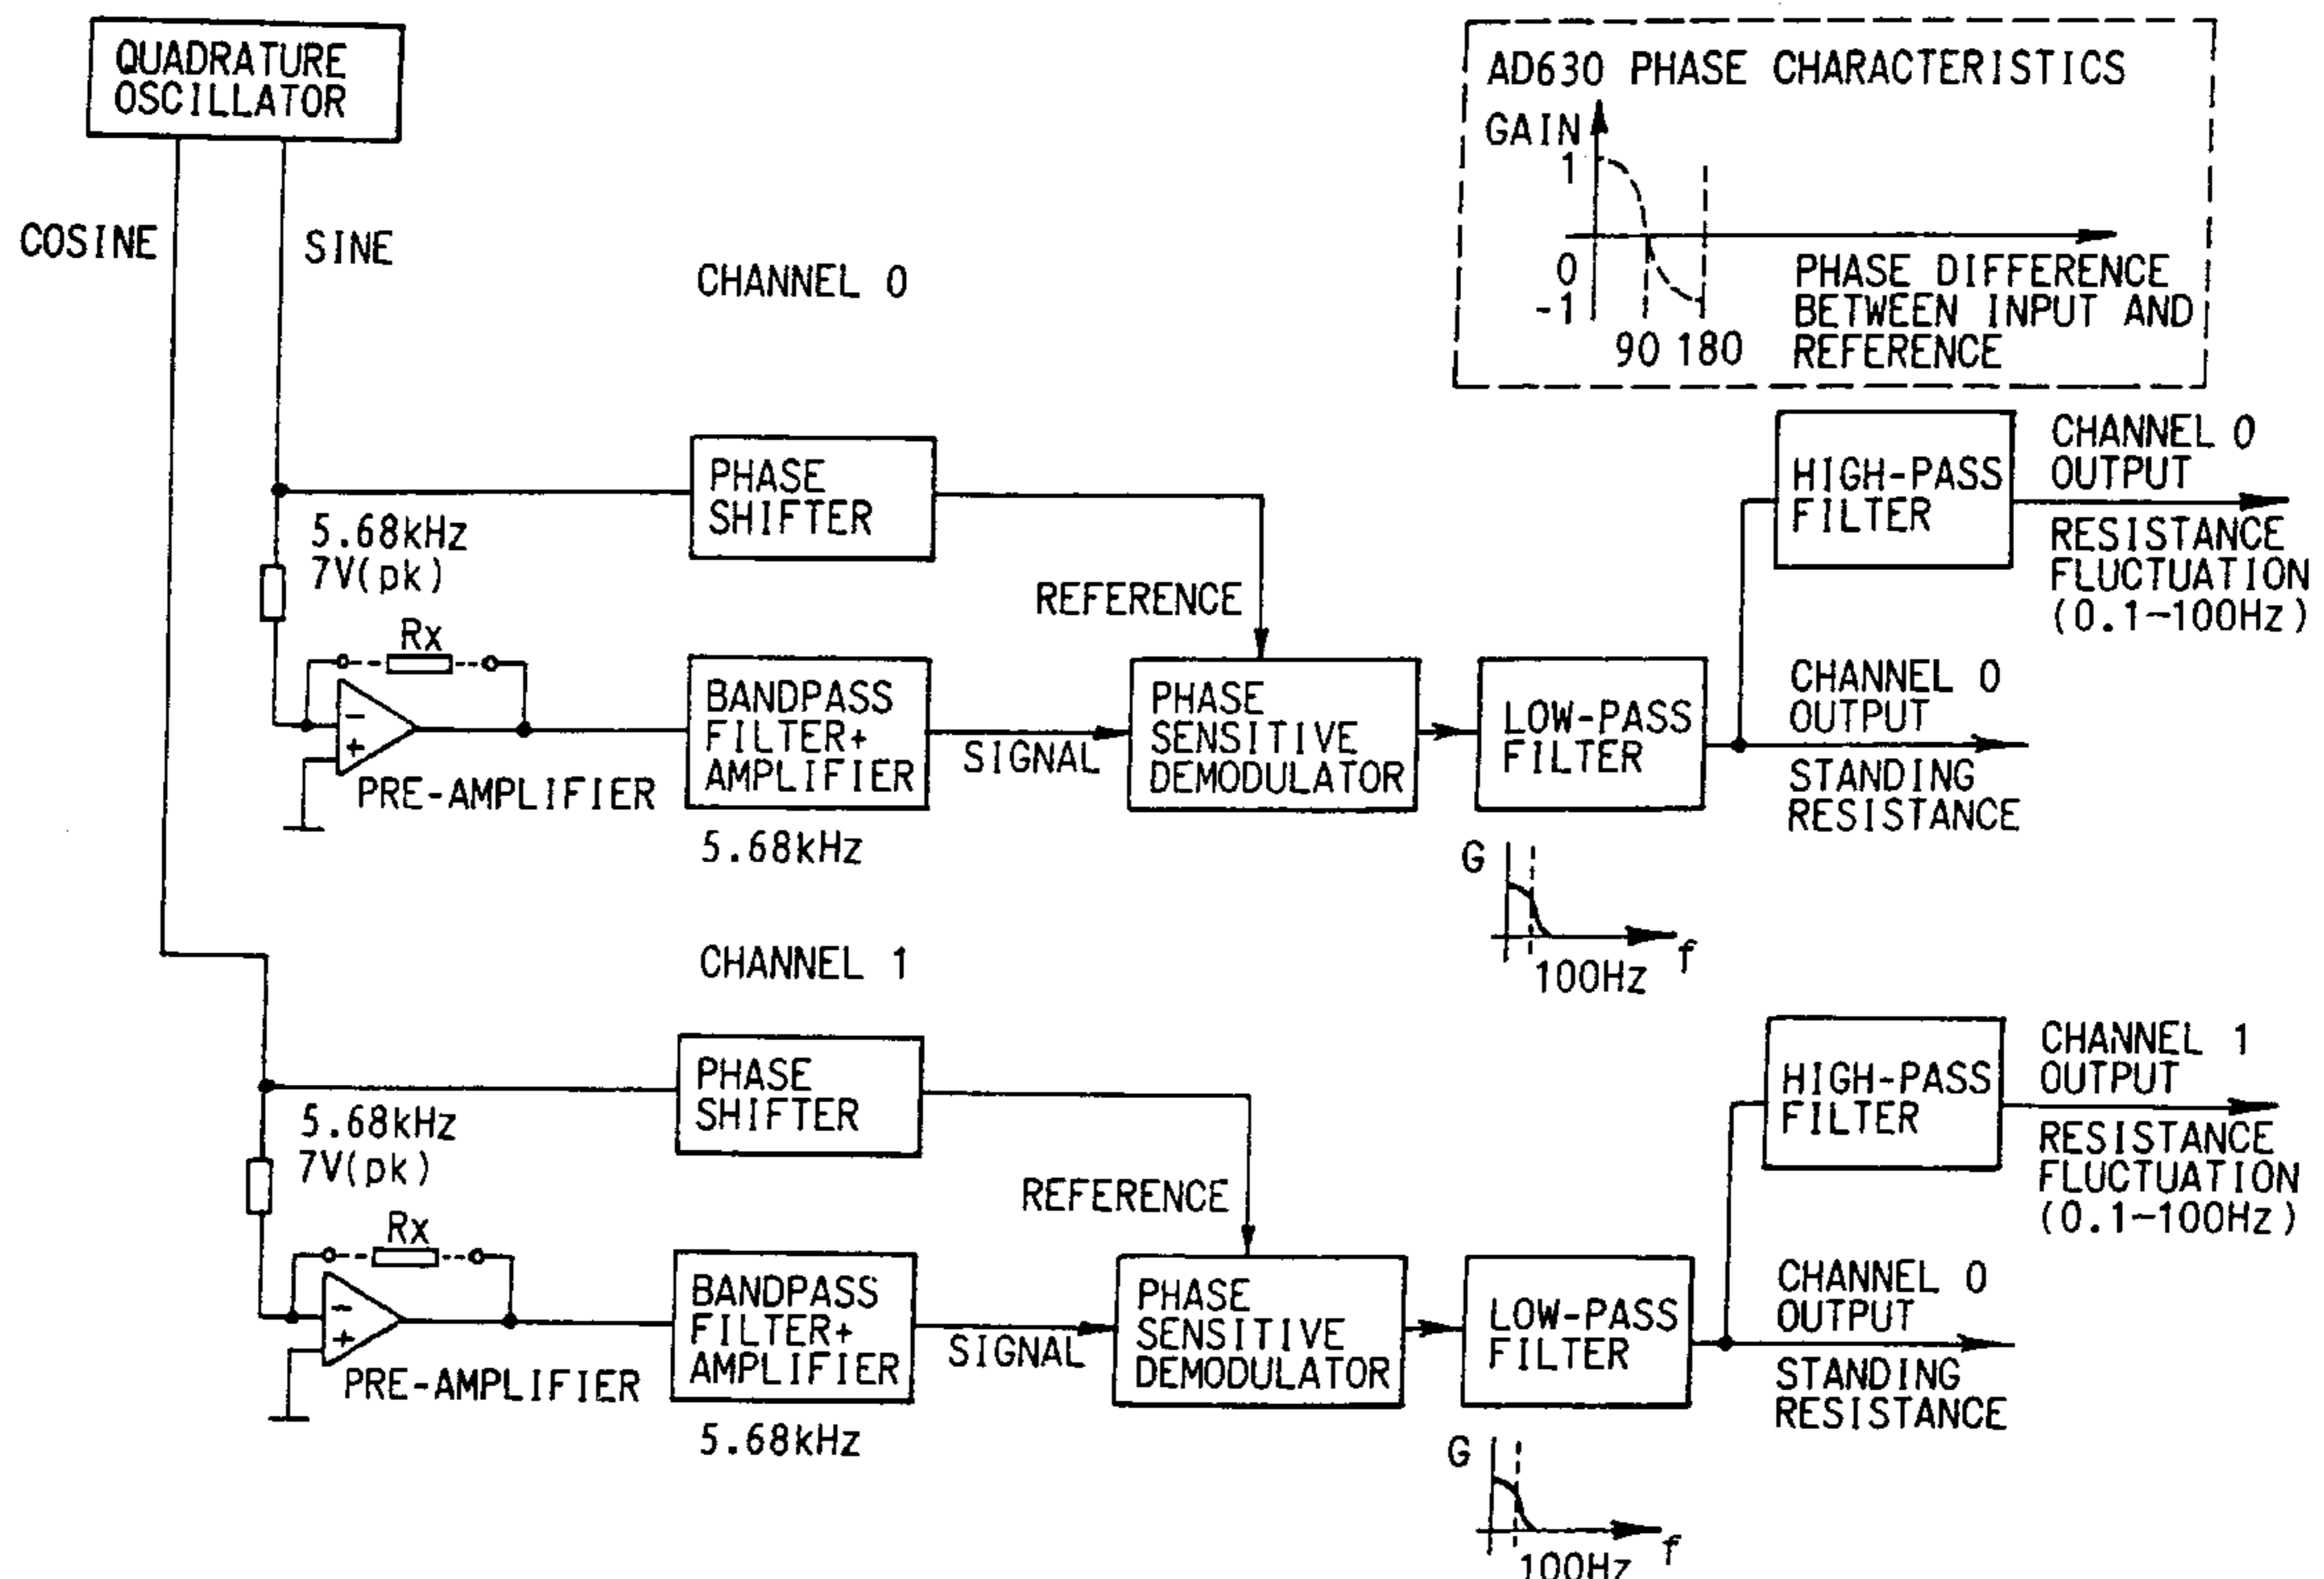 QUADRATURE
OSCILLATOR
COSINE
SINE
AD630 PHASE CHARACTERISTICS
GAIN
1
0
-1
90 180
PHASE DIFFERENCE
BETWEEN INPUT AND
REFERENCE
CHANNEL 0
PHASE
SHIFTER
5.68kHz
7V(pk)
REFERENCE
Rx
-
+
PRE-AMPLIFIER
BANDPASS
FILTER+
AMPLIFIER
5.68kHz
SIGNAL
PHASE
SENSITIVE
DEMODULATOR
LOW-PASS
FILTER
G
100Hz
f
HIGH-PASS
FILTER
CHANNEL 0
OUTPUT
RESISTANCE
FLUCTUATION
(0.1-100Hz)
CHANNEL 0
OUTPUT
STANDING
RESISTANCE
CHANNEL 1
PHASE
SHIFTER
5.68kHz
7V(pk)
REFERENCE
Rx
-
+
PRE-AMPLIFIER
BANDPASS
FILTER+
AMPLIFIER
5.68kHz
SIGNAL
PHASE
SENSITIVE
DEMODULATOR
LOW-PASS
FILTER
G
100Hz
f
HIGH-PASS
FILTER
CHANNEL 1
OUTPUT
RESISTANCE
FLUCTUATION
(0.1-100Hz)
CHANNEL 0
OUTPUT
STANDING
RESISTANCE